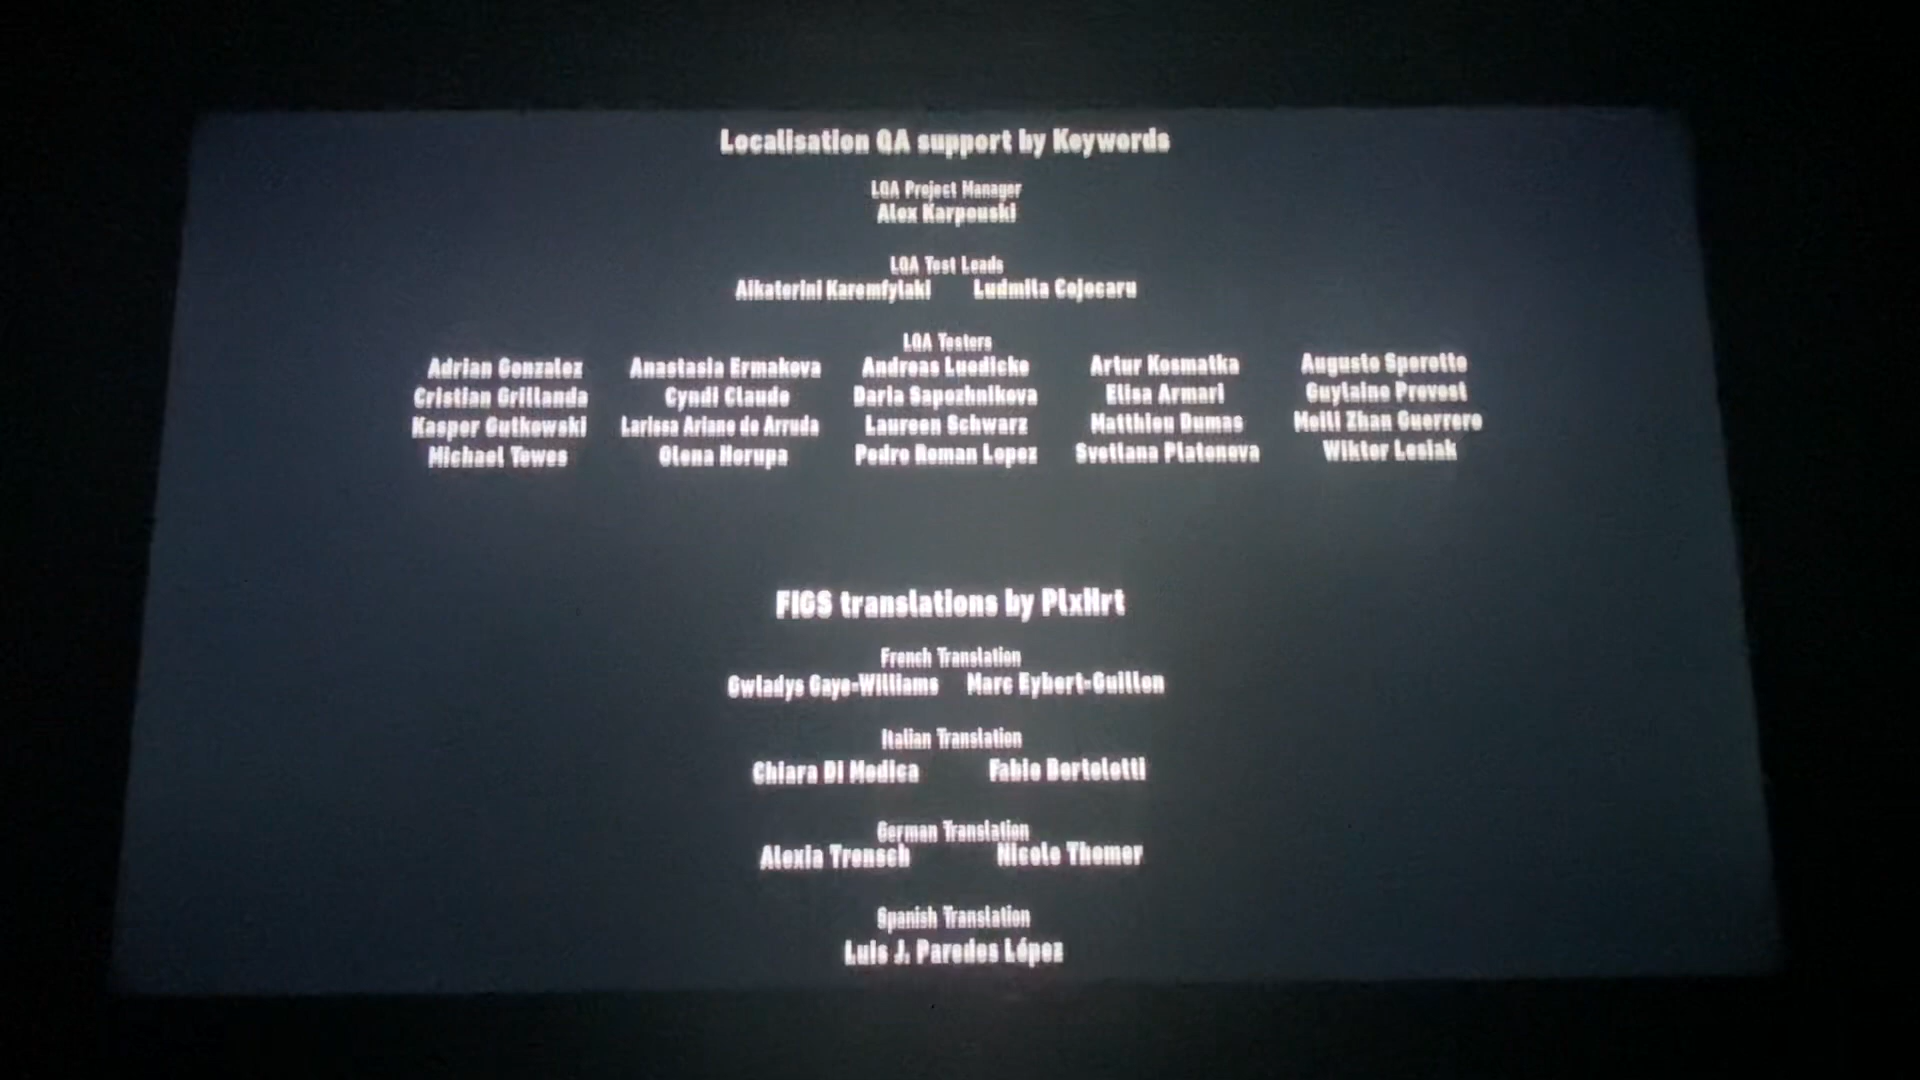 Localisation QA support by Keywords
LQA Project Manager
Alex Karpouski
LQA Test Leads
Aikaterini Karemfylaki Ludmila Cojocaru
LQA Testers
Adrian Gonzalez Anastasia Ermakova Andreas Luedicke Artur Kosmatka Augusto Sperotto
Cristian Grillanda Cyndi Claude Daria Sapozhnikova Elisa Armari Guylaine Provost
Kasper Gutkowski Larissa Ariane de Arruda Laureen Schwarz Matthieu Dumas Meili Zhan Guerrero
Michael Tewes Olena Horupa Pedro Roman Lopez Svetlana Platonova Wiktor Lesiak
FIGS translations by PlxHrt
French Translation
Gwladys Gaye-Williams Marc Eybert-Guillon
Italian Translation
Chiara Di Modica Fabio Bortolotti
German Translation
Alexia Trensch Nicole Thomer
Spanish Translation
Luis J. Paredes López